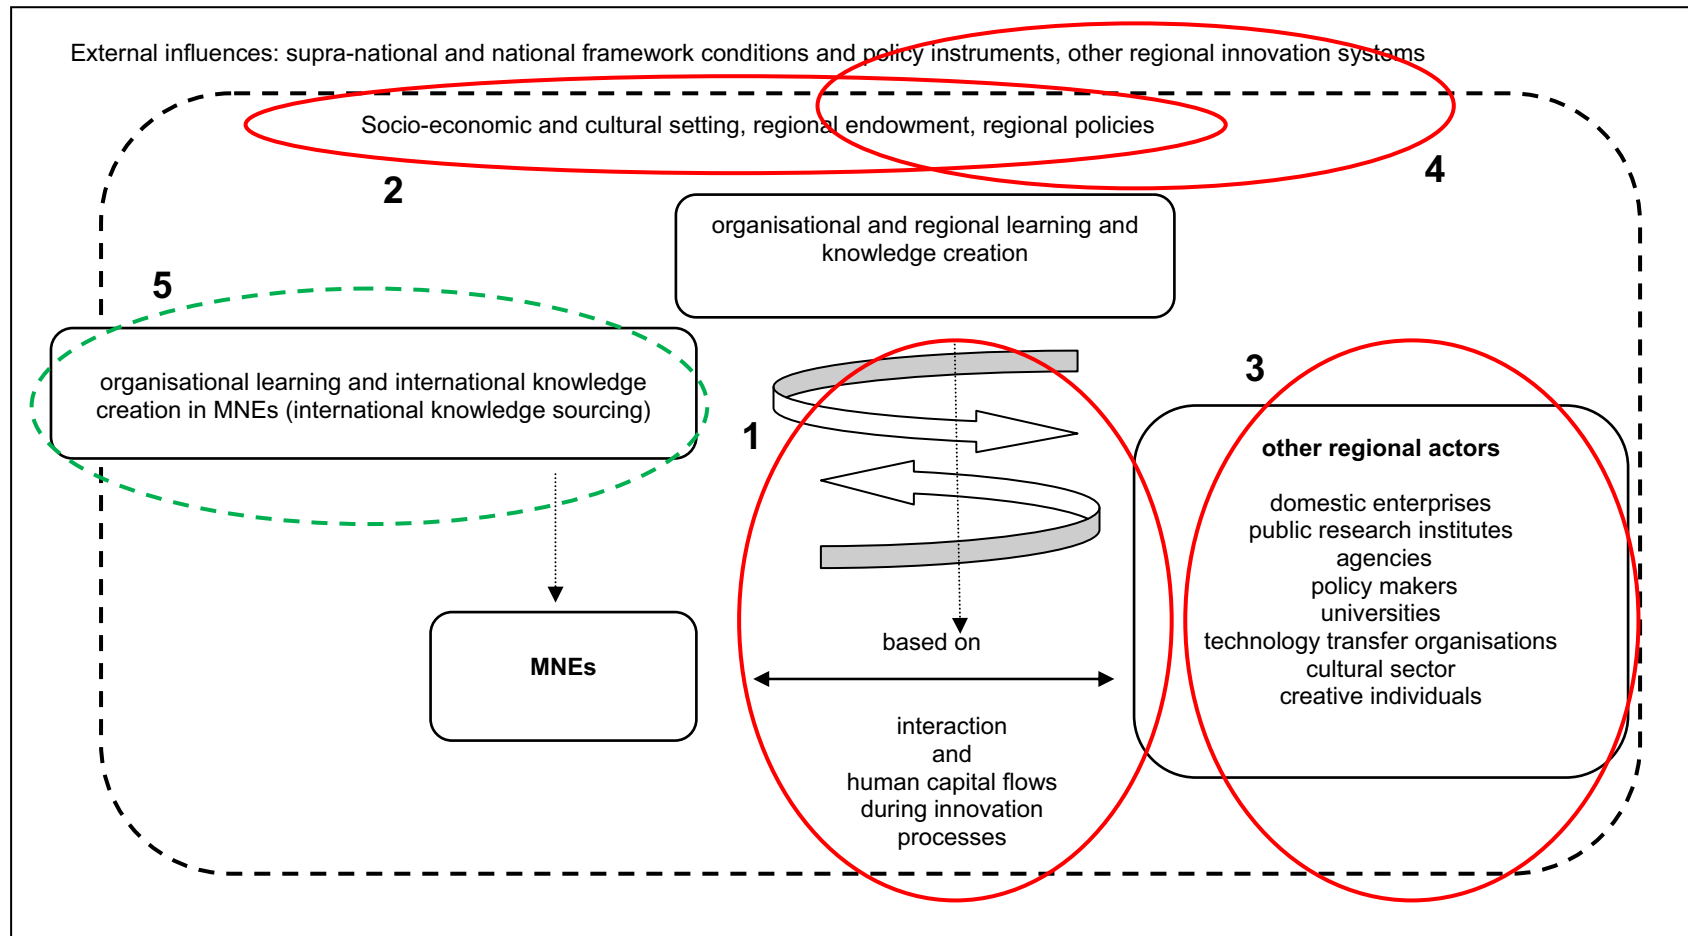 External influences: supra-national and national framework conditions and policy instruments, other regional innovation systems
Socio-economic and cultural setting, regional endowment, regional policies
2
4
organisational and regional learning and
knowledge creation
5
organisational learning and international knowledge
creation in MNEs (international knowledge sourcing)
1
3
other regional actors
domestic enterprises
public research institutes
agencies
policy makers
universities
technology transfer organisations
cultural sector
creative individuals
MNEs
based on
interaction
and
human capital flows
during innovation
processes